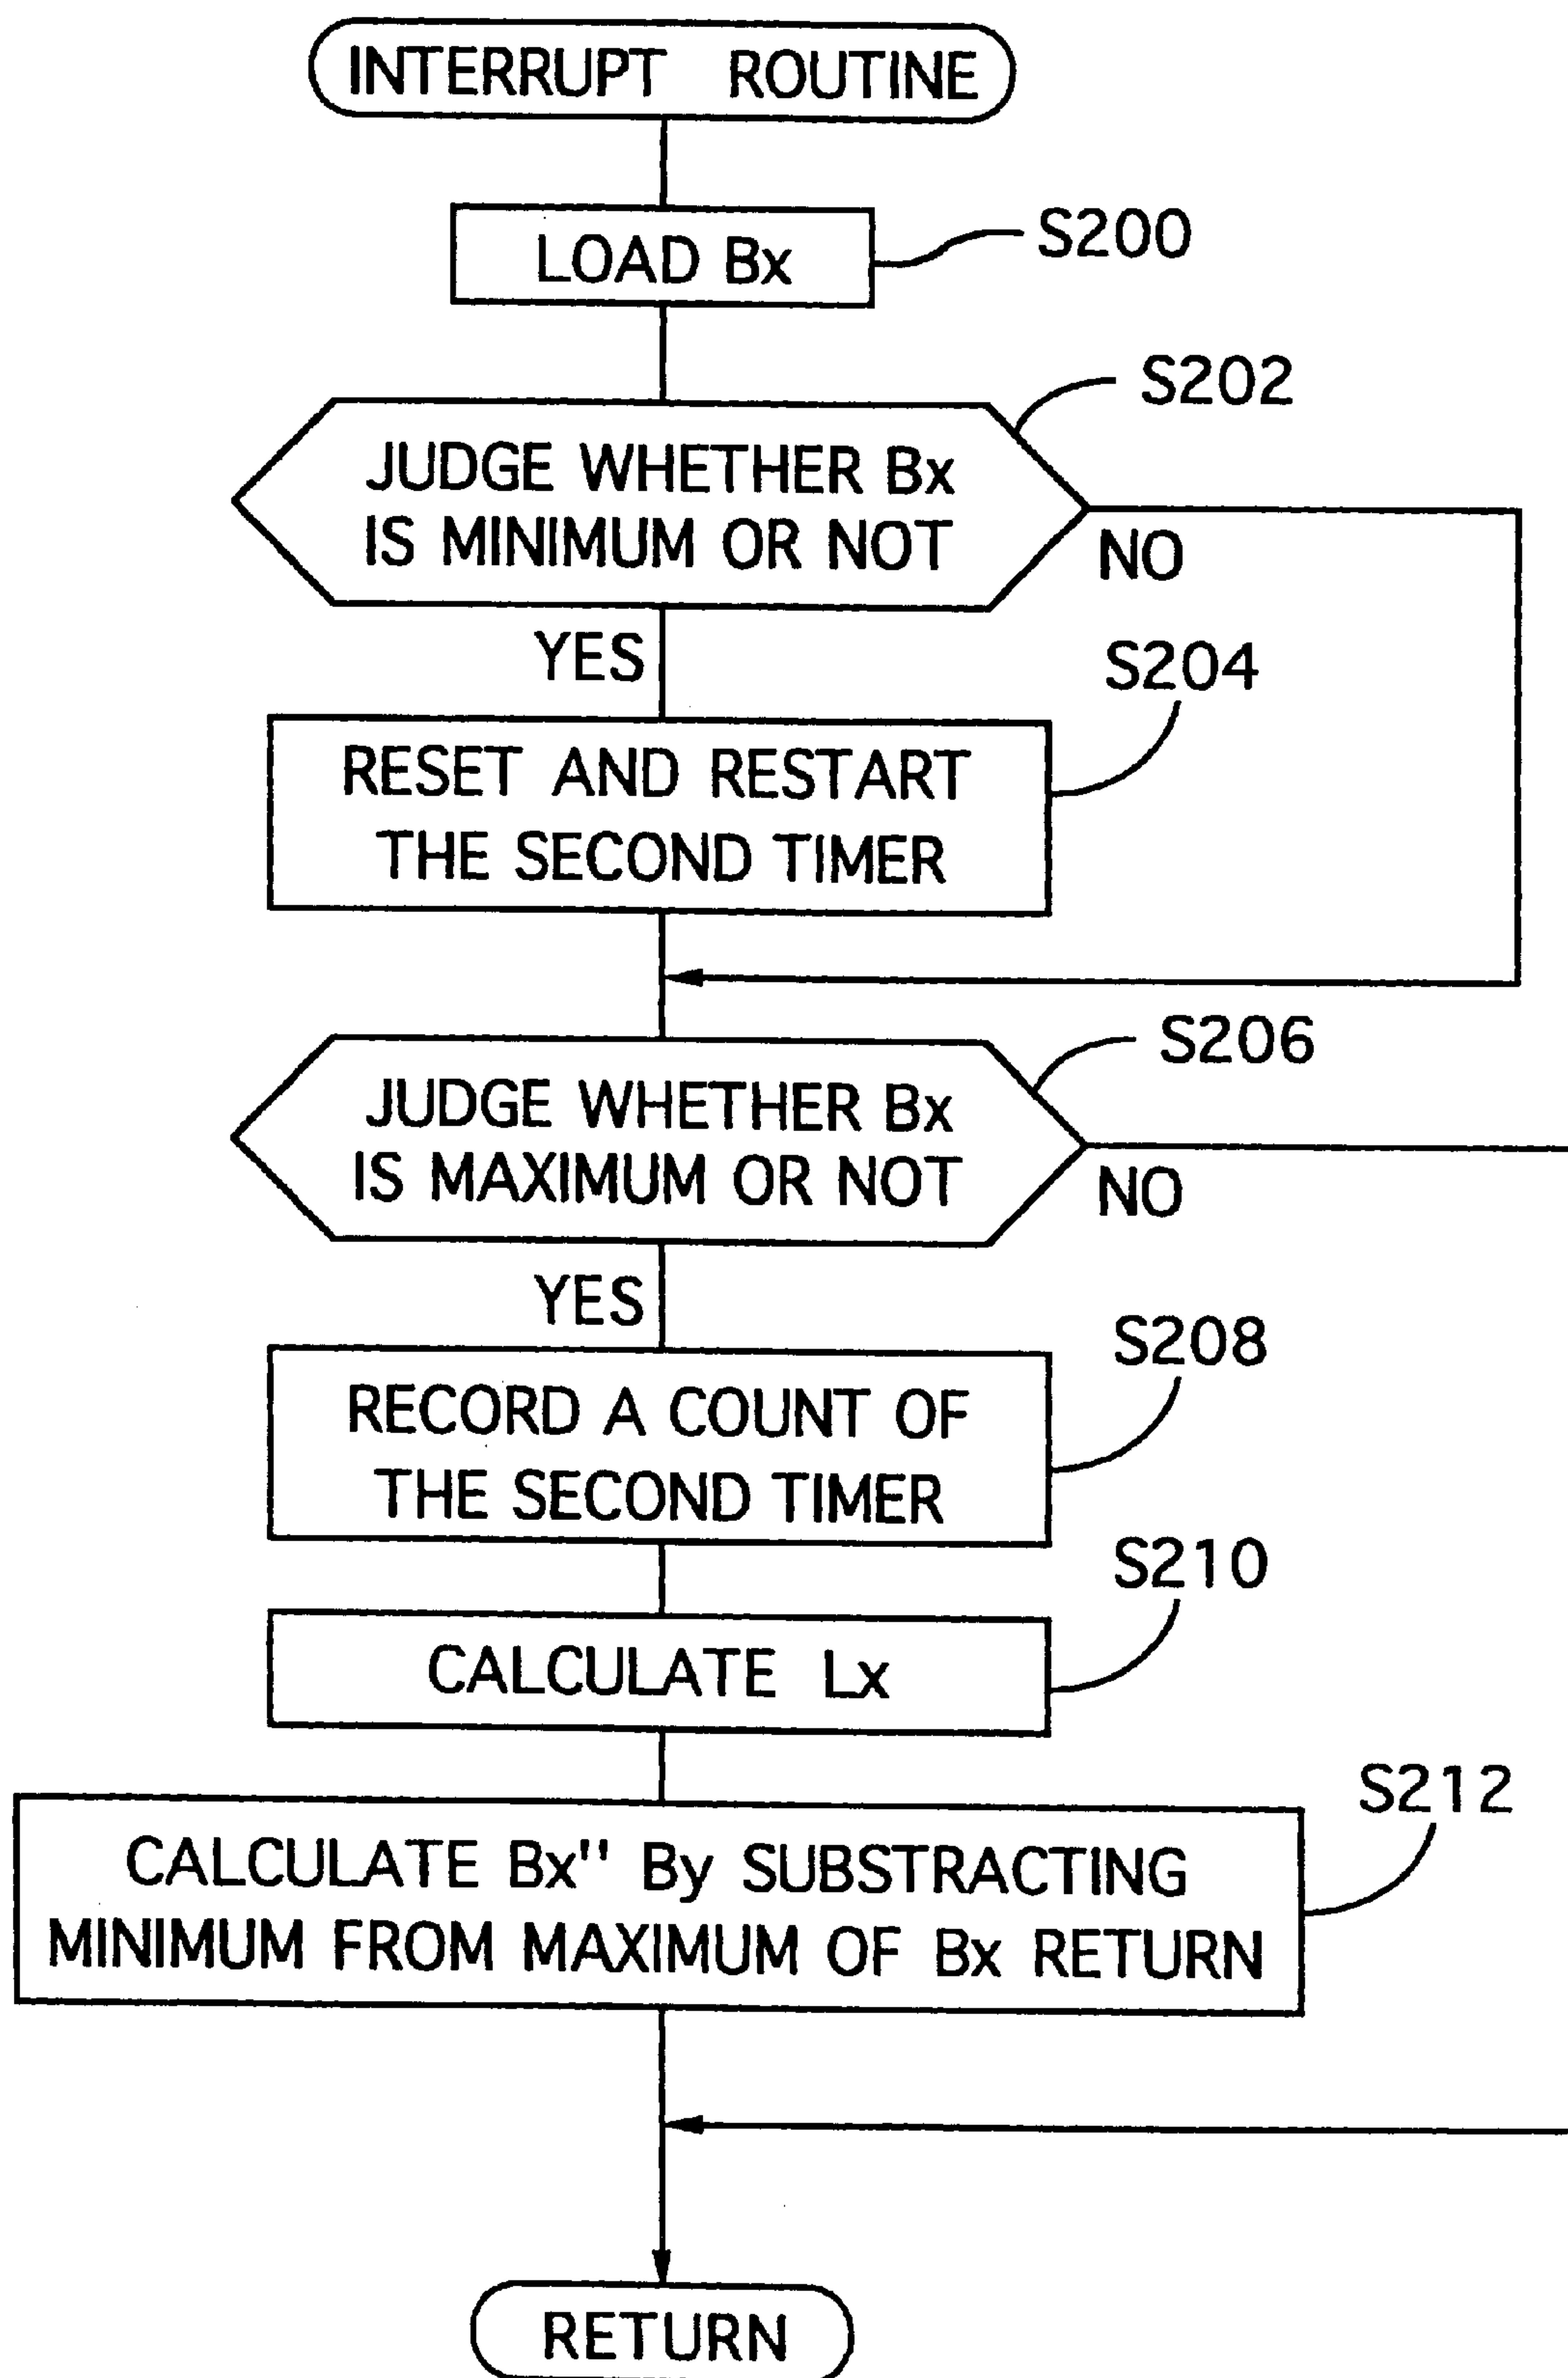 INTERRUPT ROUTINE
LOAD Bx
S200
S202
JUDGE WHETHER Bx
IS MINIMUM OR NOT
NO
YES
S204
RESET AND RESTART
THE SECOND TIMER
S206
JUDGE WHETHER Bx
IS MAXIMUM OR NOT
NO
YES
S208
RECORD A COUNT OF
THE SECOND TIMER
S210
CALCULATE Lx
S212
CALCULATE Bx" By SUBSTRACTING
MINIMUM FROM MAXIMUM OF Bx RETURN
RETURN